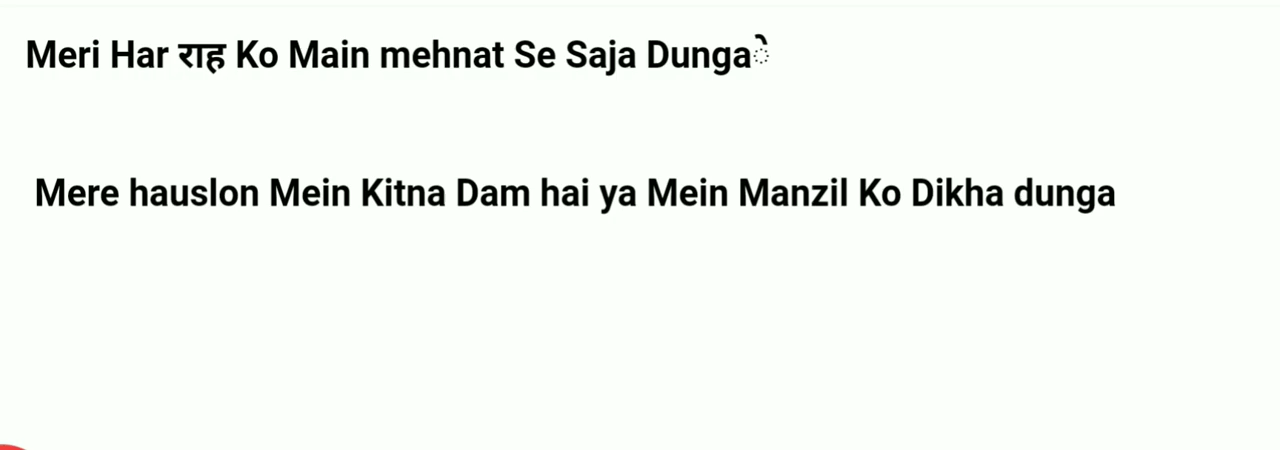 Meri Har राह Ko Main mehnat Se Saja Dungaे
Mere hauslon Mein Kitna Dam hai ya Mein Manzil Ko Dikha dunga